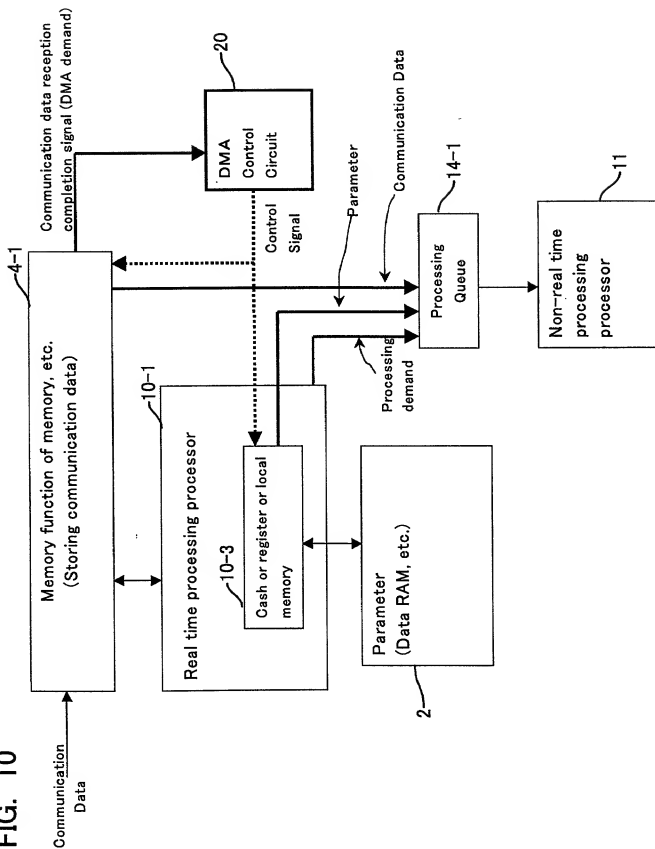 FIG. 10
Communication
Data
4-1
Memory function of memory, etc.
(Storing communication data)
Communication data reception
completion signal (DMA demand)
20
DMA
Control
Circuit
Control
Signal
10-1
Real time processing processor
10-3
Cash or register or local
memory
Parameter
Communication Data
Processing
demand
14-1
Processing
Queue
2
Parameter
(Data RAM, etc.)
11
Non-real time
processing
processor